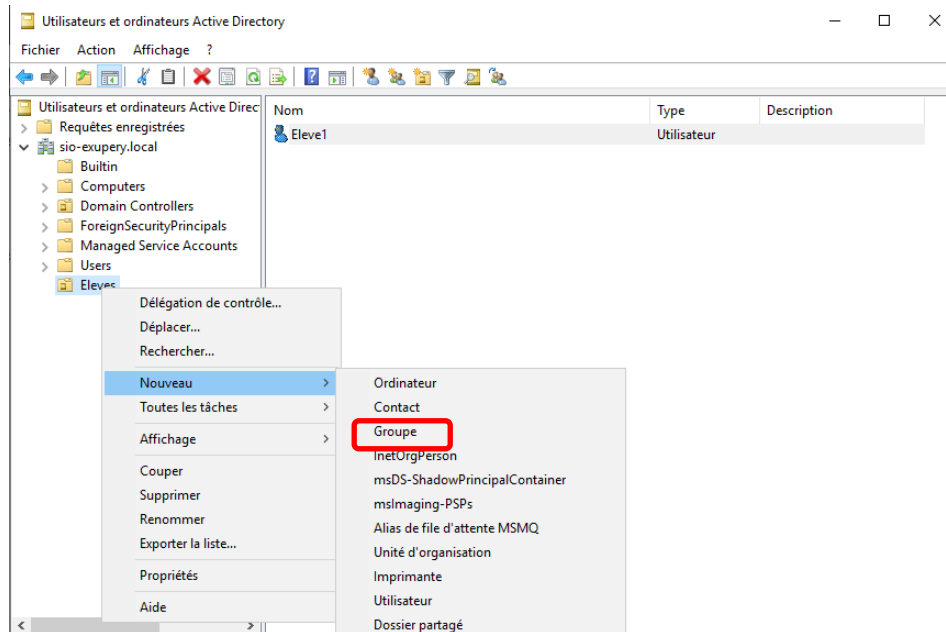 Utilisateurs et ordinateurs Active Directory
Fichier Action Affichage ?
Utilisateurs et ordinateurs Active Direc
Requêtes enregistrées
sio-exupery.local
Builtin
Computers
Domain Controllers
ForeignSecurityPrincipals
Managed Service Accounts
Users
Eleves
Nom Type Description
Eleve1 Utilisateur
Délégation de contrôle...
Déplacer...
Rechercher...
Nouveau
Toutes les tâches
Affichage
Couper
Supprimer
Renommer
Exporter la liste...
Propriétés
Aide
Ordinateur
Contact
Groupe
InetOrgPerson
msDS-ShadowPrincipalContainer
msImaging-PSPs
Alias de file d'attente MSMQ
Unité d'organisation
Imprimante
Utilisateur
Dossier partagé